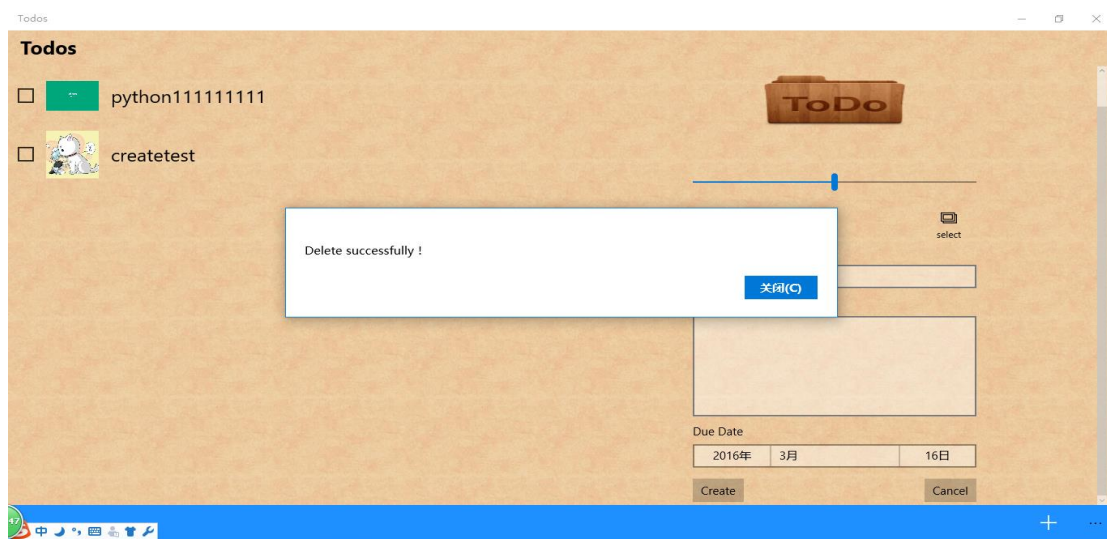 Todos
Todos
python111111111
createtest
ToDo
select
Delete successfully !
关闭(C)
Due Date
2016年 3月 16日
Create Cancel
47
中